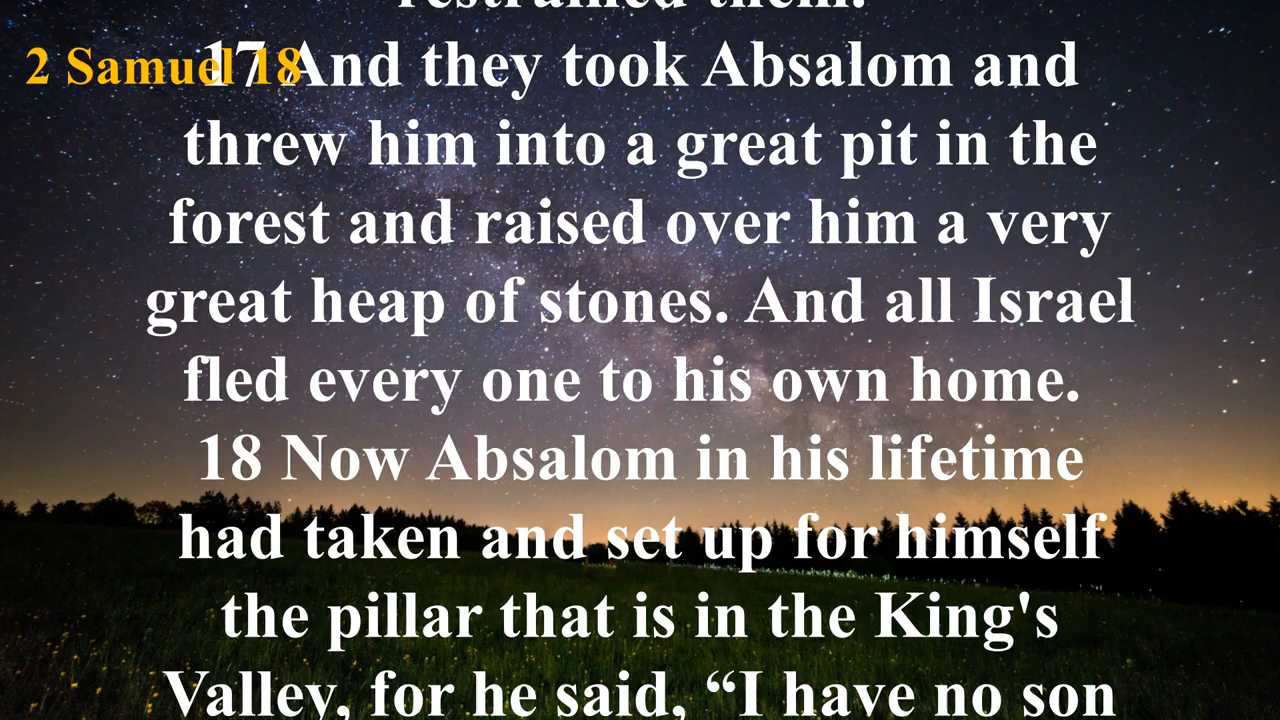 restrained them.
2 Samuel 18
17 And they took Absalom and
threw him into a great pit in the
forest and raised over him a very
great heap of stones. And all Israel
fled every one to his own home.
18 Now Absalom in his lifetime
had taken and set up for himself
the pillar that is in the King's
Valley, for he said, “I have no son